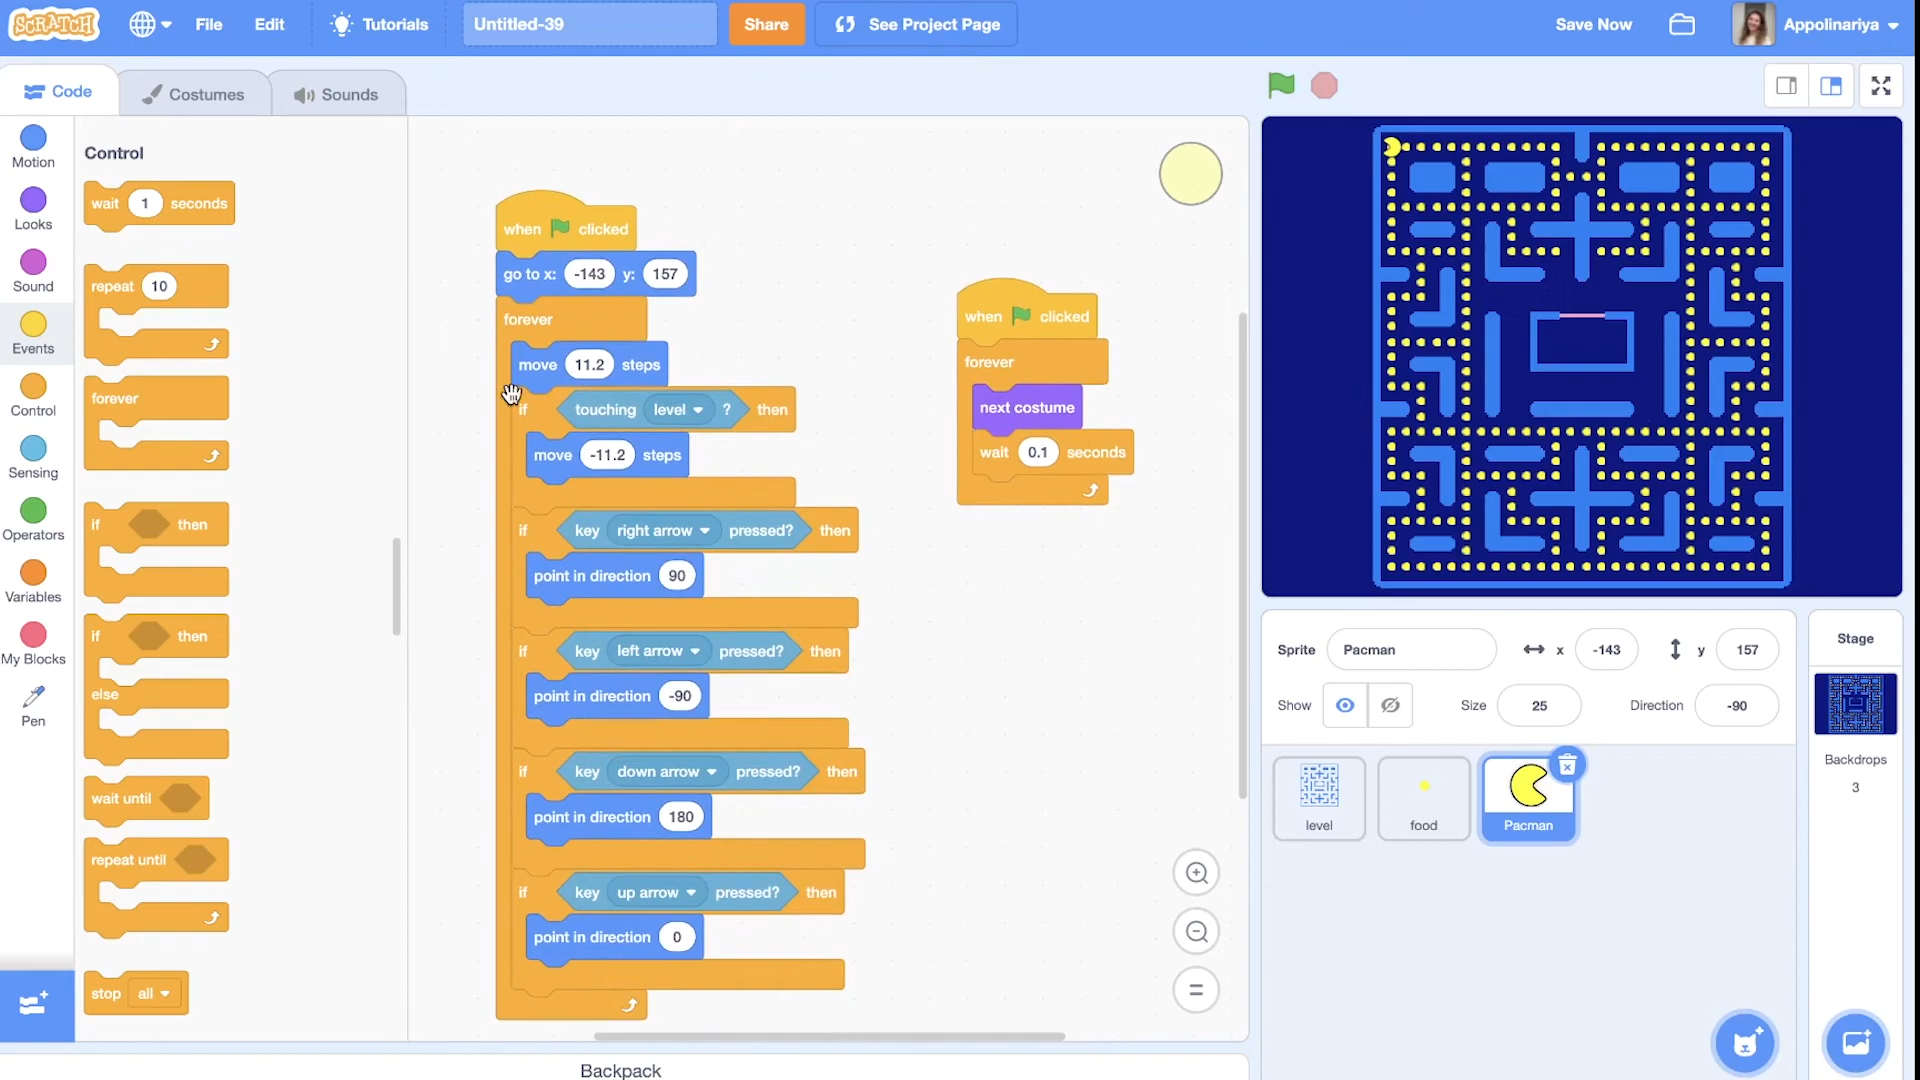 SCRATCH File Edit Tutorials Untitled-39 Share See Project Page Save Now Appolinariya
Code Costumes Sounds
Motion
Looks
Sound
Events
Control
Sensing
Operators
Variables
My Blocks
Pen
Control
wait 1 seconds
repeat 10
forever
if then
if then
else
wait until
repeat until
stop all
when clicked
go to x: -143 y: 157
forever
move 11.2 steps
if touching level ? then
move -11.2 steps
if key right arrow pressed? then
point in direction 90
if key left arrow pressed? then
point in direction -90
if key down arrow pressed? then
point in direction 180
if key up arrow pressed? then
point in direction 0
when clicked
forever
next costume
wait 0.1 seconds
Backpack
Sprite Pacman x -143 y 157
Show Size 25 Direction -90
level food Pacman
Stage
Backdrops
3